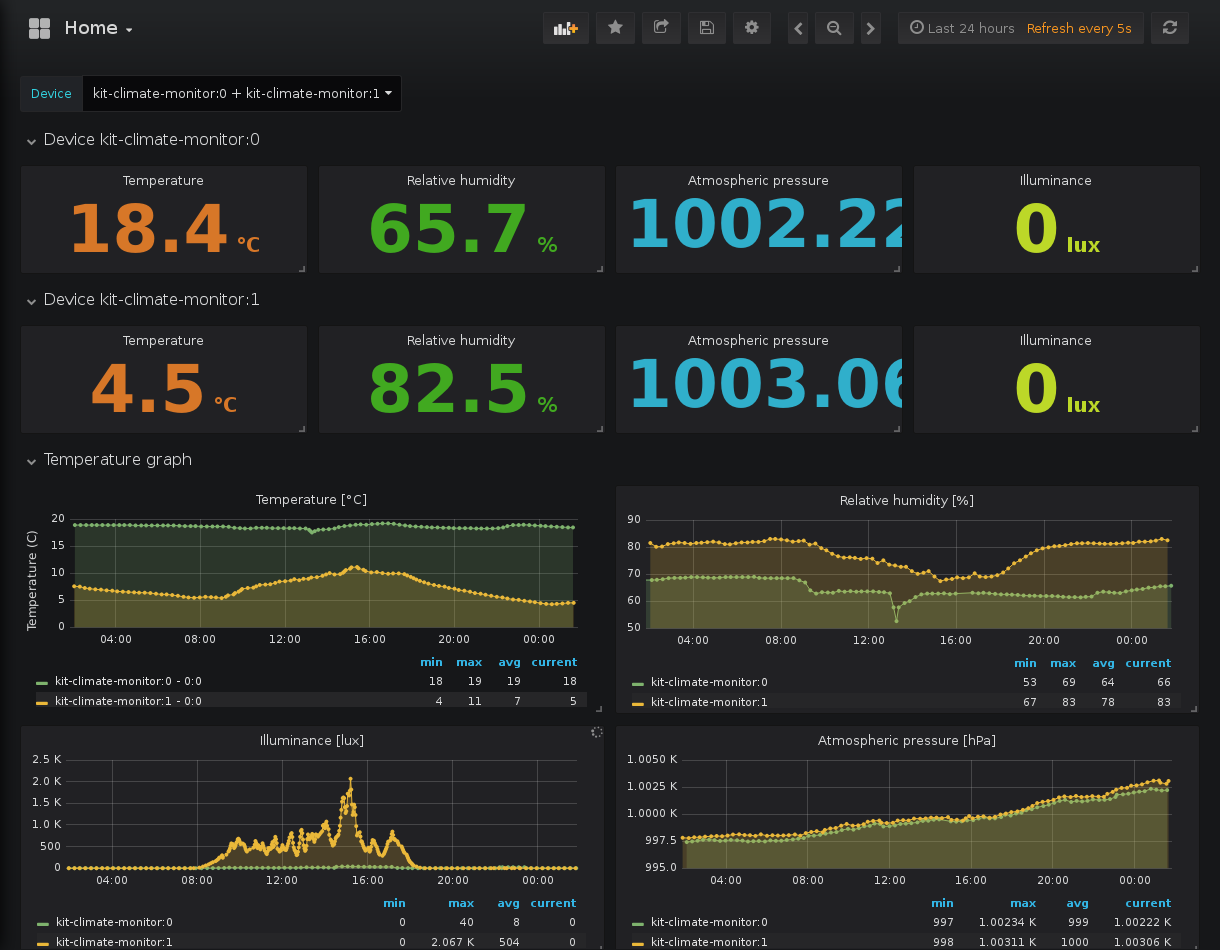 Home
Last 24 hours Refresh every 5s
Device kit-climate-monitor:0 + kit-climate-monitor:1
Device kit-climate-monitor:0
Temperature Relative humidity Atmospheric pressure Illuminance
18.4 °C 65.7 % 1002.22 0 lux
Device kit-climate-monitor:1
Temperature Relative humidity Atmospheric pressure Illuminance
4.5 °C 82.5 % 1003.06 0 lux
Temperature graph
Temperature [°C]
Temperature (C)
20
15
10
5
0
04:00 08:00 12:00 16:00 20:00 00:00
min max avg current
kit-climate-monitor:0 - 0:0 18 19 19 18
kit-climate-monitor:1 - 0:0 4 11 7 5
Relative humidity [%]
90
80
70
60
50
04:00 08:00 12:00 16:00 20:00 00:00
min max avg current
kit-climate-monitor:0 53 69 64 66
kit-climate-monitor:1 67 83 78 83
Illuminance [lux]
2.5 K
2.0 K
1.5 K
1.0 K
500
0
04:00 08:00 12:00 16:00 20:00 00:00
min max avg current
kit-climate-monitor:0 0 40 8 0
kit-climate-monitor:1 0 2.067 K 504 0
Atmospheric pressure [hPa]
1.0050 K
1.0025 K
1.0000 K
997.5
995.0
04:00 08:00 12:00 16:00 20:00 00:00
min max avg current
kit-climate-monitor:0 997 1.00234 K 999 1.00222 K
kit-climate-monitor:1 998 1.00311 K 1000 1.00306 K